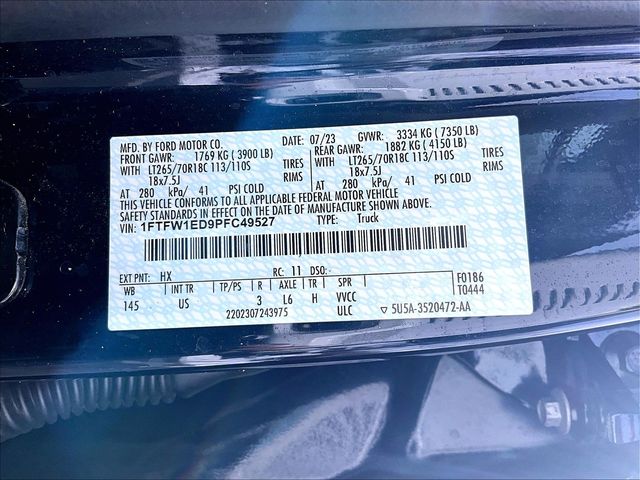 MFD. BY FORD MOTOR CO.
DATE: 07/23 GVWR: 3334 KG ( 7350 LB)
FRONT GAWR: 1769 KG ( 3900 LB) REAR GAWR: 1882 KG ( 4150 LB)
WITH LT265/70R18C 113/110S TIRES WITH LT265/70R18C 113/110S TIRES
18x7.5J RIMS 18x7.5J RIMS
AT 280 kPa/ 41 PSI COLD AT 280 kPa/ 41 PSI COLD
THIS VEHICLE CONFORMS TO ALL APPLICABLE FEDERAL MOTOR VEHICLE
SAFETY STANDARDS IN EFFECT ON THE DATE OF MANUFACTURE SHOWN ABOVE.
VIN: 1FTFW1ED9PFC49527 TYPE: Truck
EXT PNT: HX RC: 11 DSO:
WB INT TR TP/PS R AX TR SPR F0186
145 US 3 L6 H VVCC T0444
2202307243975 ULC ▽ 5U5A-3520472-AA